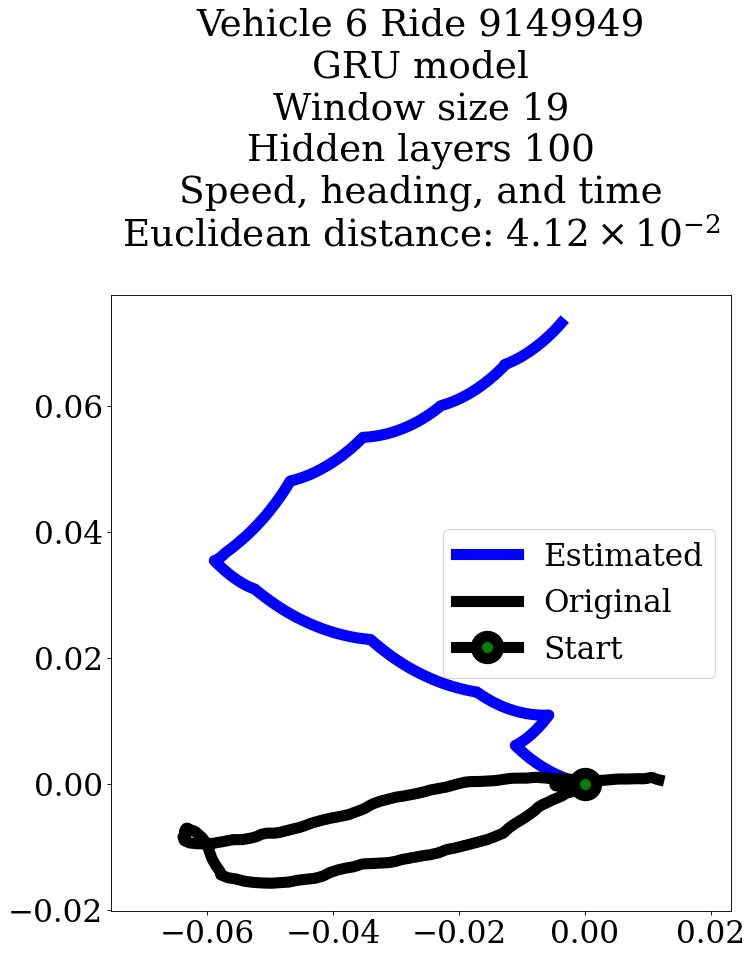 Vehicle 6 Ride 9149949
GRU model
Window size 19
Hidden layers 100
Speed, heading, and time
Euclidean distance: 4.12 × 10⁻²
0.06
0.04
0.02
0.00
−0.02
Estimated
Original
Start
−0.06
−0.04
−0.02
0.00
0.02